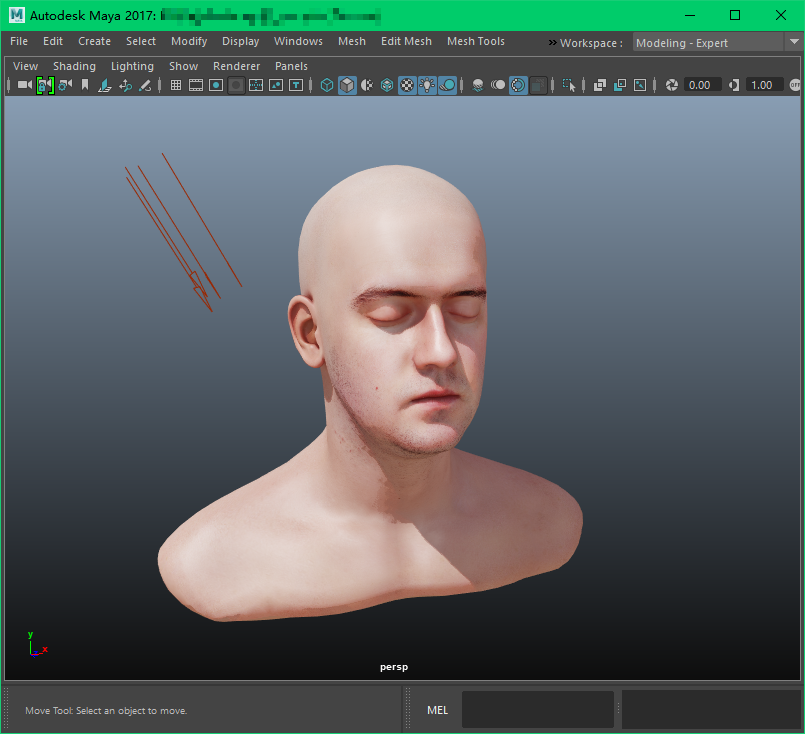 Autodesk Maya 2017:
File Edit Create Select Modify Display Windows Mesh Edit Mesh Mesh Tools » Workspace : Modeling - Expert
View Shading Lighting Show Renderer Panels
0.00 1.00 OFF
y
x
persp
Move Tool: Select an object to move. MEL